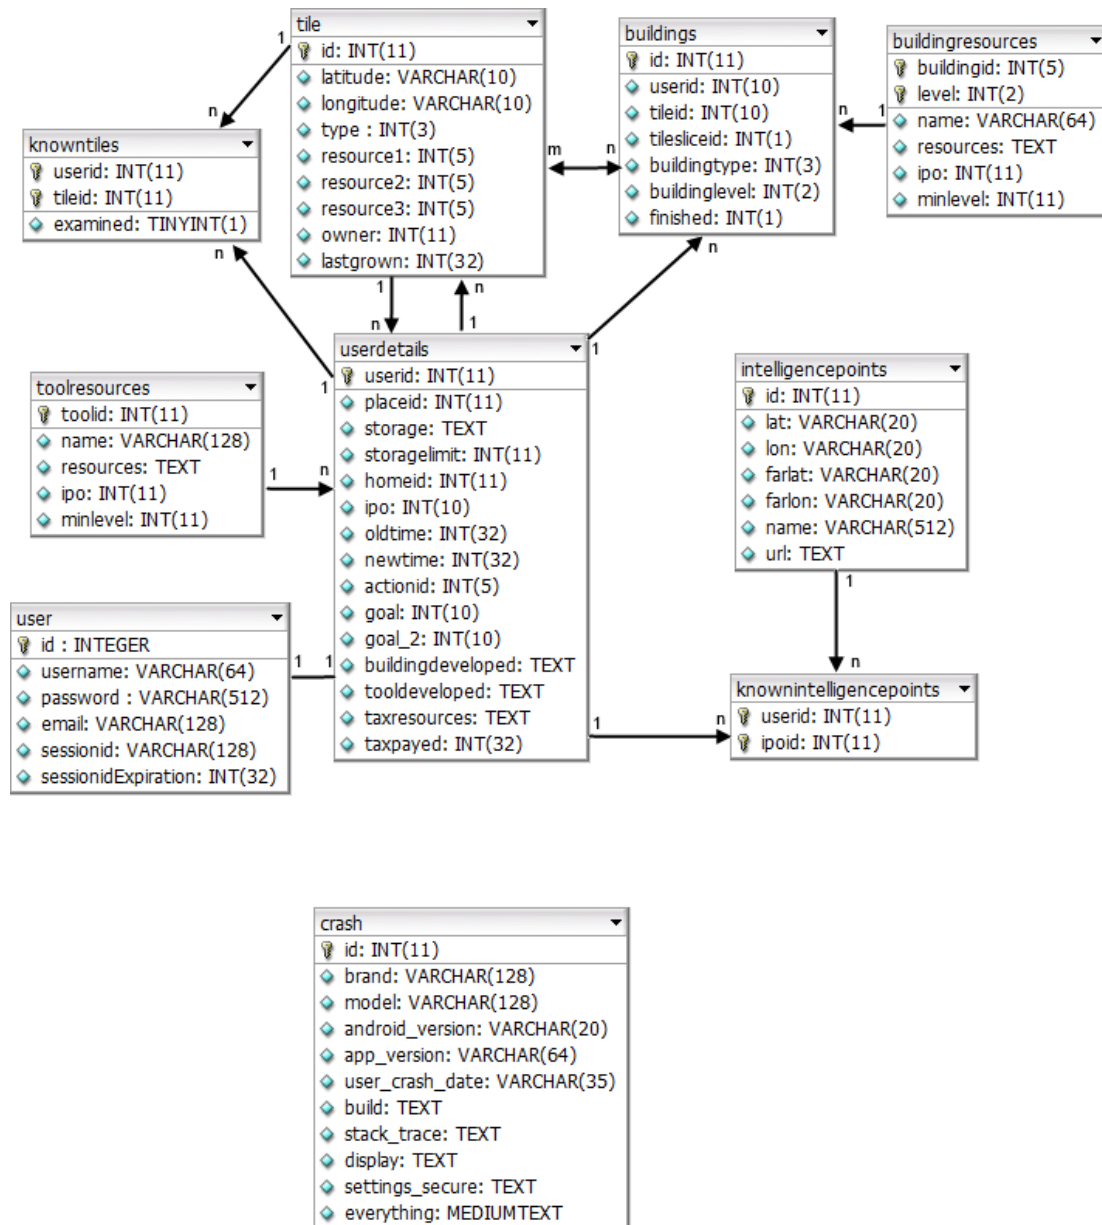 tile
id: INT(11)
latitude: VARCHAR(10)
longitude: VARCHAR(10)
type : INT(3)
resource1: INT(5)
resource2: INT(5)
resource3: INT(5)
owner: INT(11)
lastgrown: INT(32)
buildings
id: INT(11)
userid: INT(10)
tileid: INT(10)
tilesliceid: INT(1)
buildingtype: INT(3)
buildinglevel: INT(2)
finished: INT(1)
buildingresources
buildingid: INT(5)
level: INT(2)
name: VARCHAR(64)
resources: TEXT
ipo: INT(11)
minlevel: INT(11)
1
n
m
n
n
1
knowntiles
userid: INT(11)
tileid: INT(11)
examined: TINYINT(1)
n
1
1
n
n
1
n
1
userdetails
userid: INT(11)
placeid: INT(11)
storage: TEXT
storagelimit: INT(11)
homeid: INT(11)
ipo: INT(10)
oldtime: INT(32)
newtime: INT(32)
actionid: INT(5)
goal: INT(10)
goal_2: INT(10)
buildingdeveloped: TEXT
tooldeveloped: TEXT
taxresources: TEXT
taxpayed: INT(32)
toolresources
toolid: INT(11)
name: VARCHAR(128)
resources: TEXT
ipo: INT(11)
minlevel: INT(11)
1
n
intelligencepoints
id: INT(11)
lat: VARCHAR(20)
lon: VARCHAR(20)
farlat: VARCHAR(20)
farlon: VARCHAR(20)
name: VARCHAR(512)
url: TEXT
1
n
user
id : INTEGER
username: VARCHAR(64)
password : VARCHAR(512)
email: VARCHAR(128)
sessionid: VARCHAR(128)
sessionidExpiration: INT(32)
1
1
1
n
knownintelligencepoints
userid: INT(11)
ipoid: INT(11)
crash
id: INT(11)
brand: VARCHAR(128)
model: VARCHAR(128)
android_version: VARCHAR(20)
app_version: VARCHAR(64)
user_crash_date: VARCHAR(35)
build: TEXT
stack_trace: TEXT
display: TEXT
settings_secure: TEXT
everything: MEDIUMTEXT